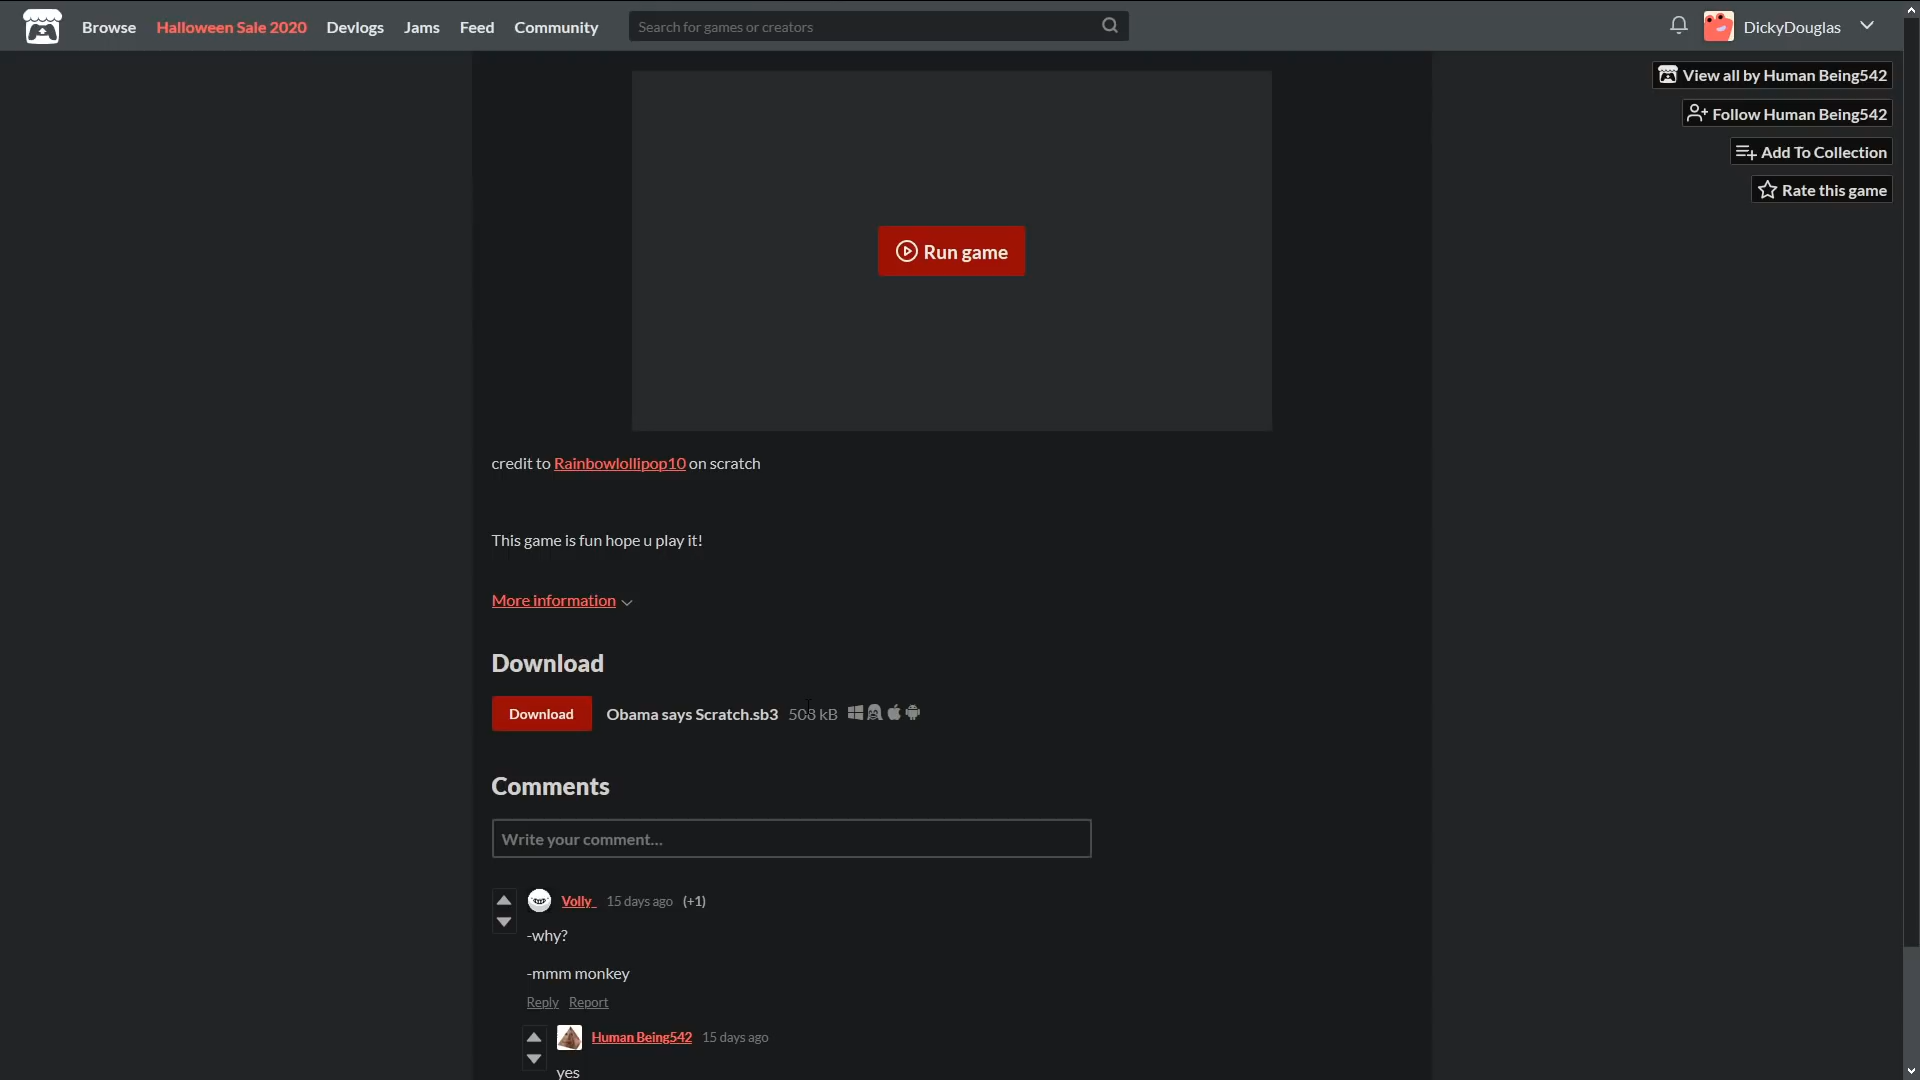 Browse Halloween Sale 2020 Devlogs Jams Feed Community Search for games or creators DickyDouglas
View all by Human Being542
Follow Human Being542
Add To Collection
Rate this game
Run game
credit to Rainbowlollipop10 on scratch
This game is fun hope u play it!
More information
Download
Download Obama says Scratch.sb3 508 kB
Comments
Write your comment...
Volly_ 15 days ago (+1)
-why?
-mmm monkey
Reply Report
Human Being542 15 days ago
yes